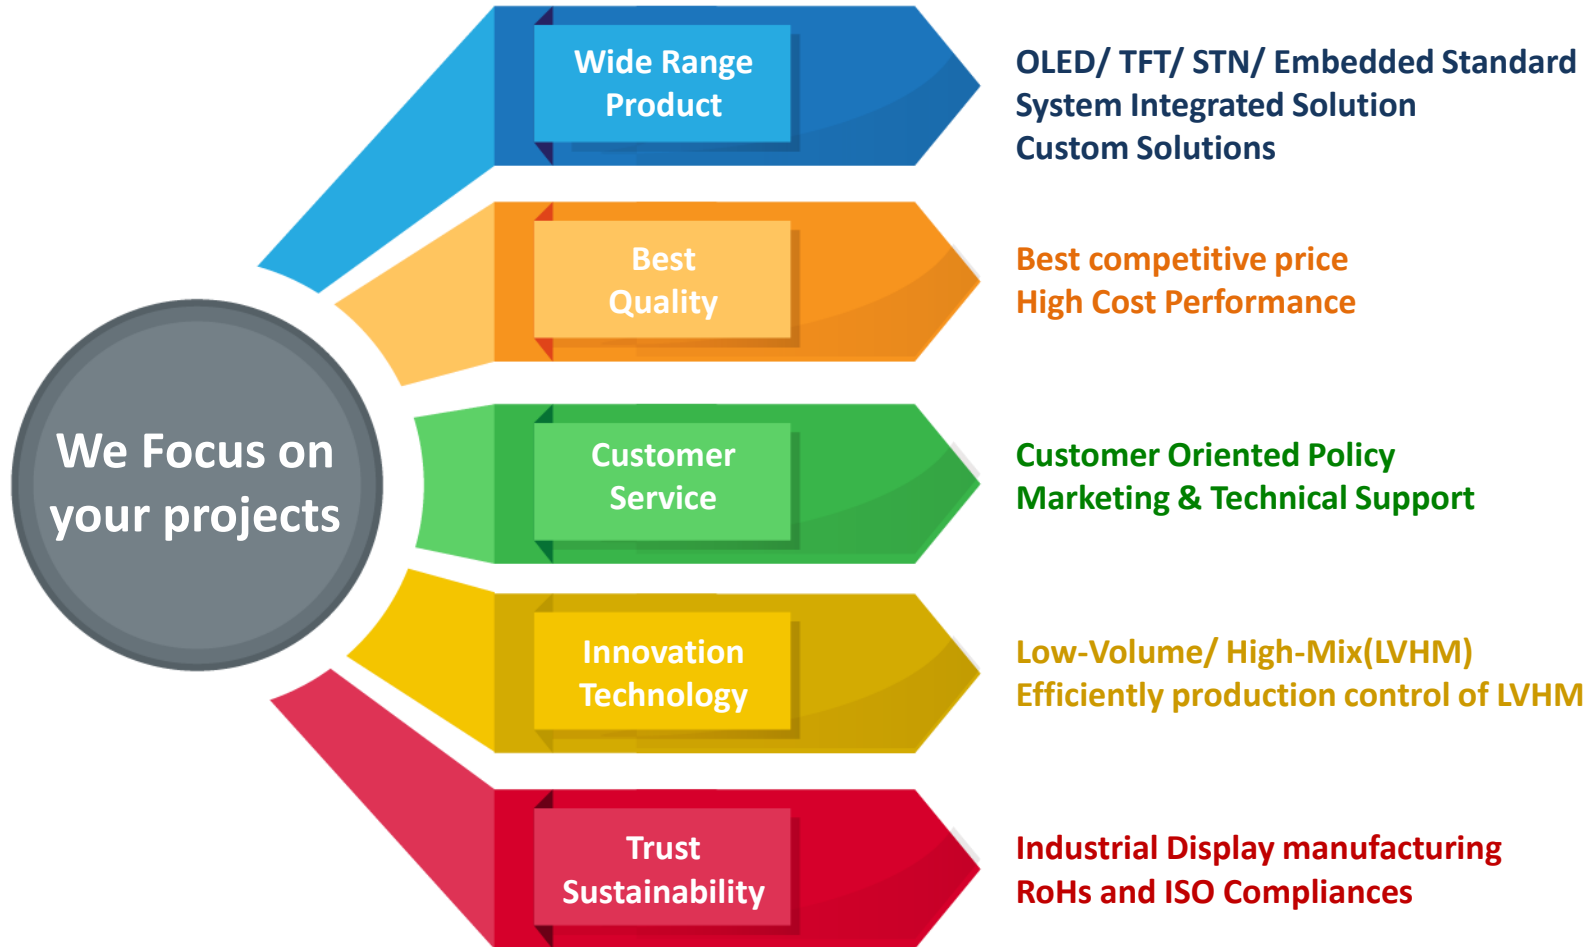 We Focus on
your projects
Wide Range
Product
OLED/ TFT/ STN/ Embedded Standard
System Integrated Solution
Custom Solutions
Best
Quality
Best competitive price
High Cost Performance
Customer
Service
Customer Oriented Policy
Marketing & Technical Support
Innovation
Technology
Low-Volume/ High-Mix(LVHM)
Efficiently production control of LVHM
Trust
Sustainability
Industrial Display manufacturing
RoHs and ISO Compliances